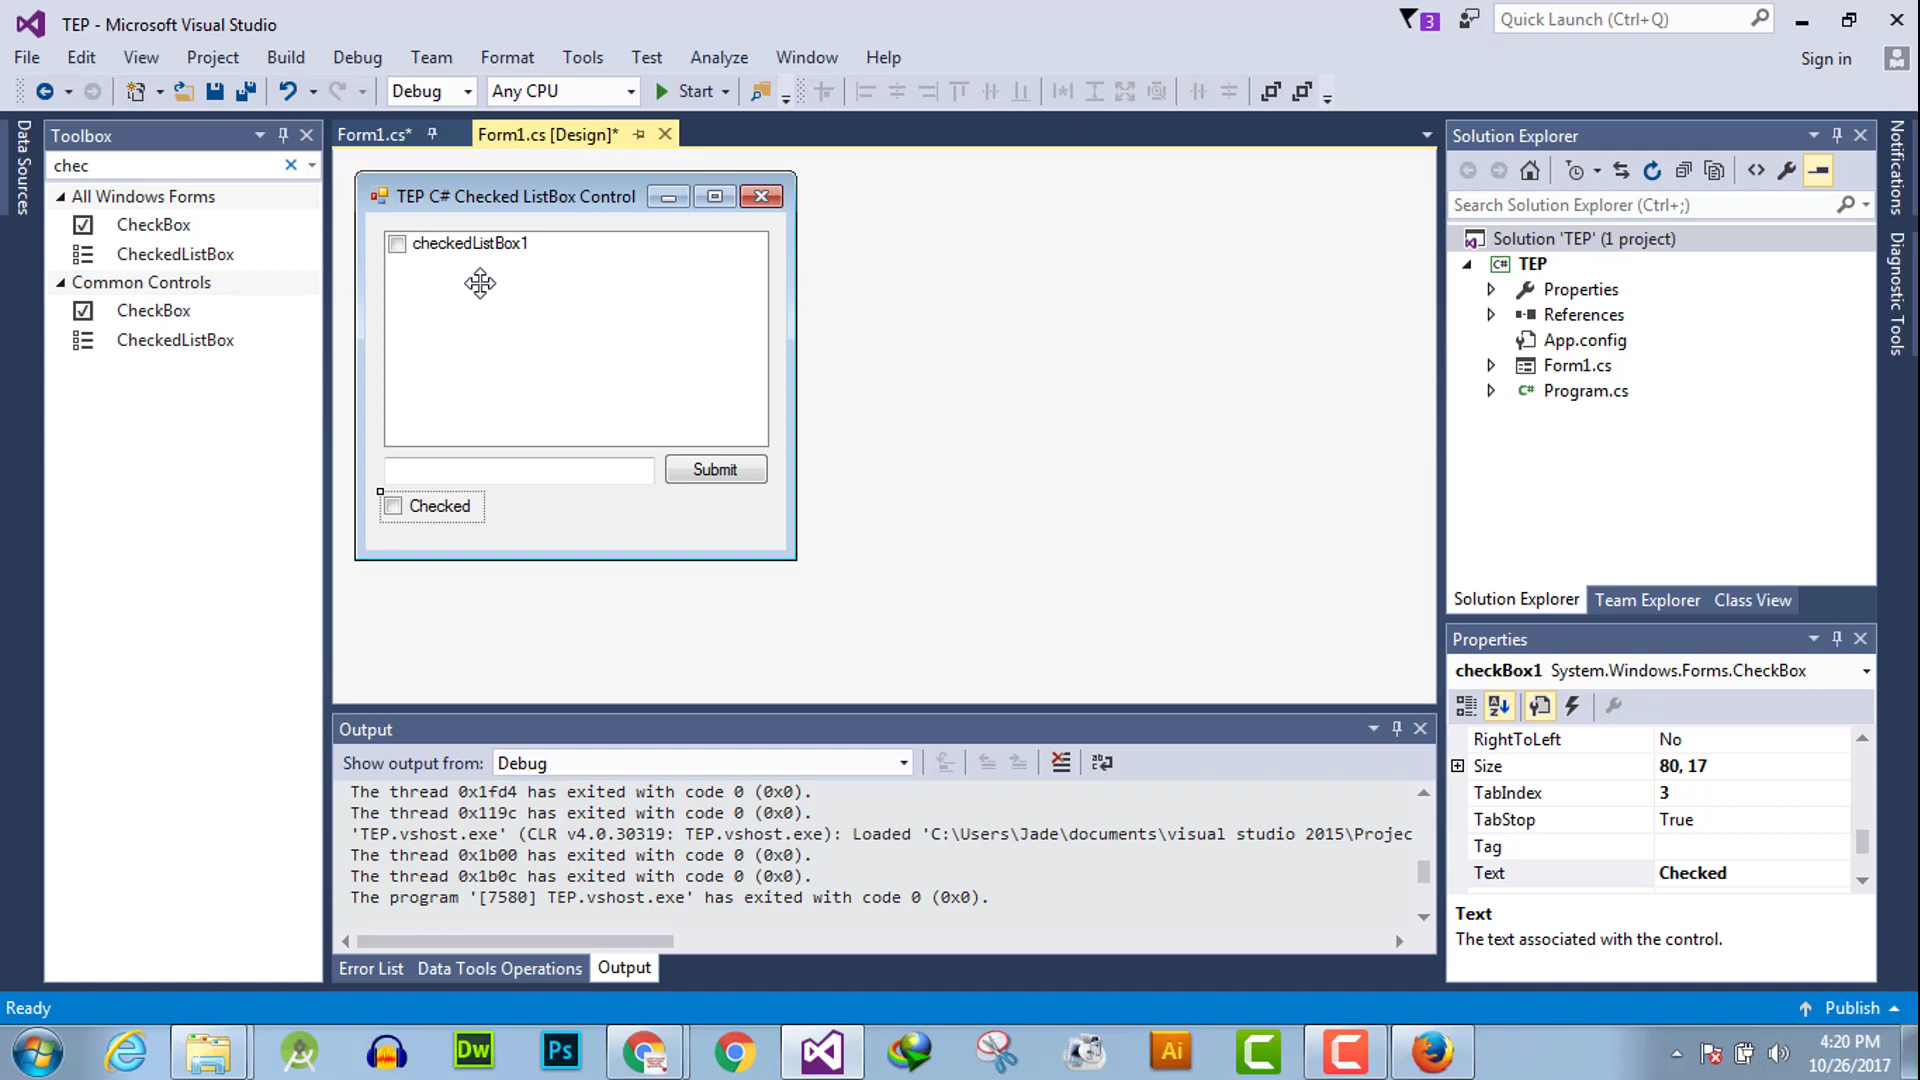 TEP - Microsoft Visual Studio
3
Quick Launch (Ctrl+Q)
File Edit View Project Build Debug Team Format Tools Test Analyze Window Help
Sign in
Debug Any CPU Start
Data Sources
Toolbox
chec
All Windows Forms
CheckBox
CheckedListBox
Common Controls
CheckBox
CheckedListBox
Form1.cs* Form1.cs [Design]*
TEP C# Checked ListBox Control
checkedListBox1
Submit
Checked
Output
Show output from: Debug
The thread 0x1fd4 has exited with code 0 (0x0).
The thread 0x119c has exited with code 0 (0x0).
'TEP.vshost.exe' (CLR v4.0.30319: TEP.vshost.exe): Loaded 'C:\Users\Jade\documents\visual studio 2015\Projec
The thread 0x1b00 has exited with code 0 (0x0).
The thread 0x1b0c has exited with code 0 (0x0).
The program '[7580] TEP.vshost.exe' has exited with code 0 (0x0).
Error List Data Tools Operations Output
Solution Explorer
Search Solution Explorer (Ctrl+;)
Solution 'TEP' (1 project)
C# TEP
Properties
References
App.config
Form1.cs
C# Program.cs
Solution Explorer Team Explorer Class View
Properties
checkBox1 System.Windows.Forms.CheckBox
RightToLeft No
Size 80, 17
TabIndex 3
TabStop True
Tag
Text Checked
Text
The text associated with the control.
Notifications
Diagnostic Tools
Ready
Publish
Dw
Ps
Ai
4:20 PM
10/26/2017